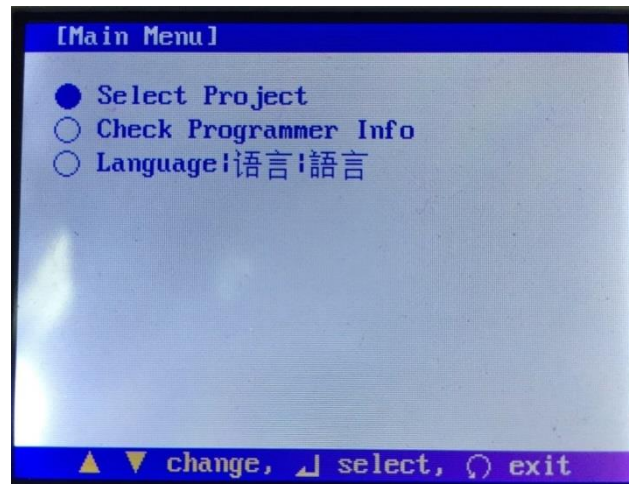 [Main Menu]
Select Project
Check Programmer Info
Language¦语言¦語言
▲ ▼ change, ↵ select, ↺ exit